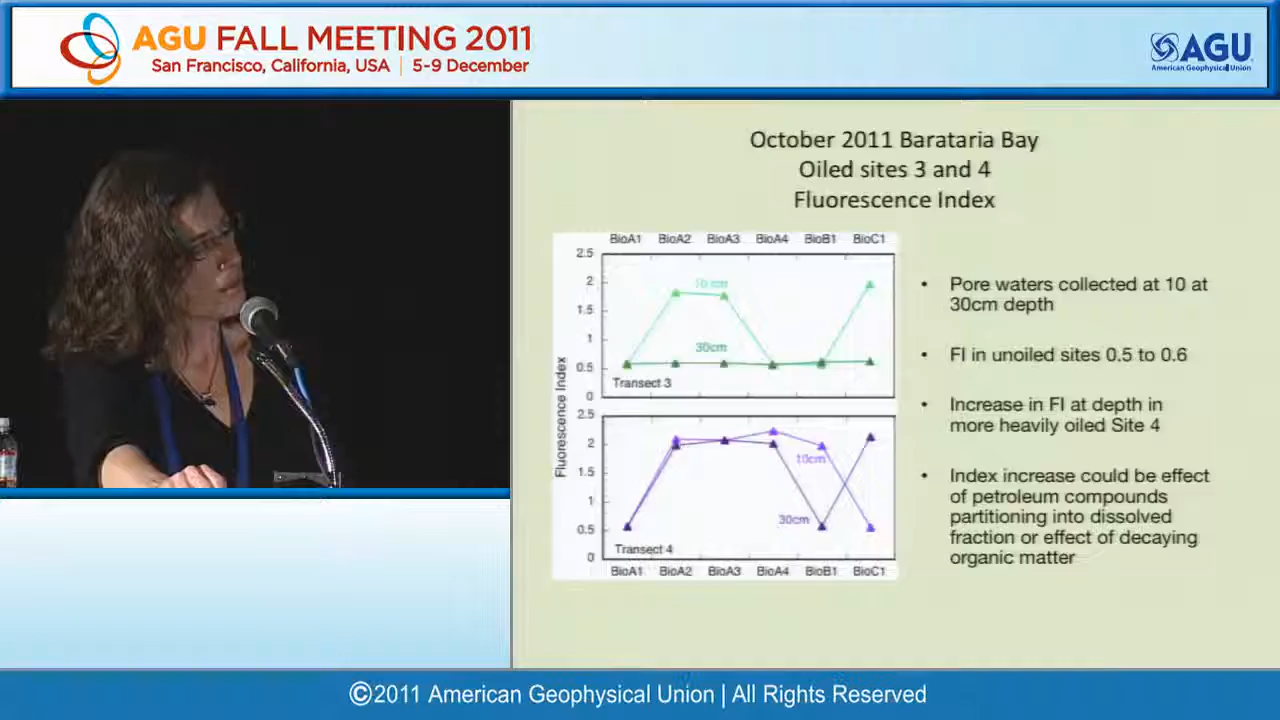 AGU FALL MEETING 2011
San Francisco, California, USA | 5-9 December
AGU
American Geophysical Union
October 2011 Barataria Bay
Oiled sites 3 and 4
Fluorescence Index
BioA1 BioA2 BioA3 BioA4 BioB1 BioC1
2.5
2
1.5
1
0.5
0
10 cm
30cm
Transect 3
Fluorescence Index
2.5
2
1.5
1
0.5
0
10cm
30cm
Transect 4
BioA1 BioA2 BioA3 BioA4 BioB1 BioC1
• Pore waters collected at 10 at
30cm depth
• FI in unoiled sites 0.5 to 0.6
• Increase in FI at depth in
more heavily oiled Site 4
• Index increase could be effect
of petroleum compounds
partitioning into dissolved
fraction or effect of decaying
organic matter
©2011 American Geophysical Union | All Rights Reserved